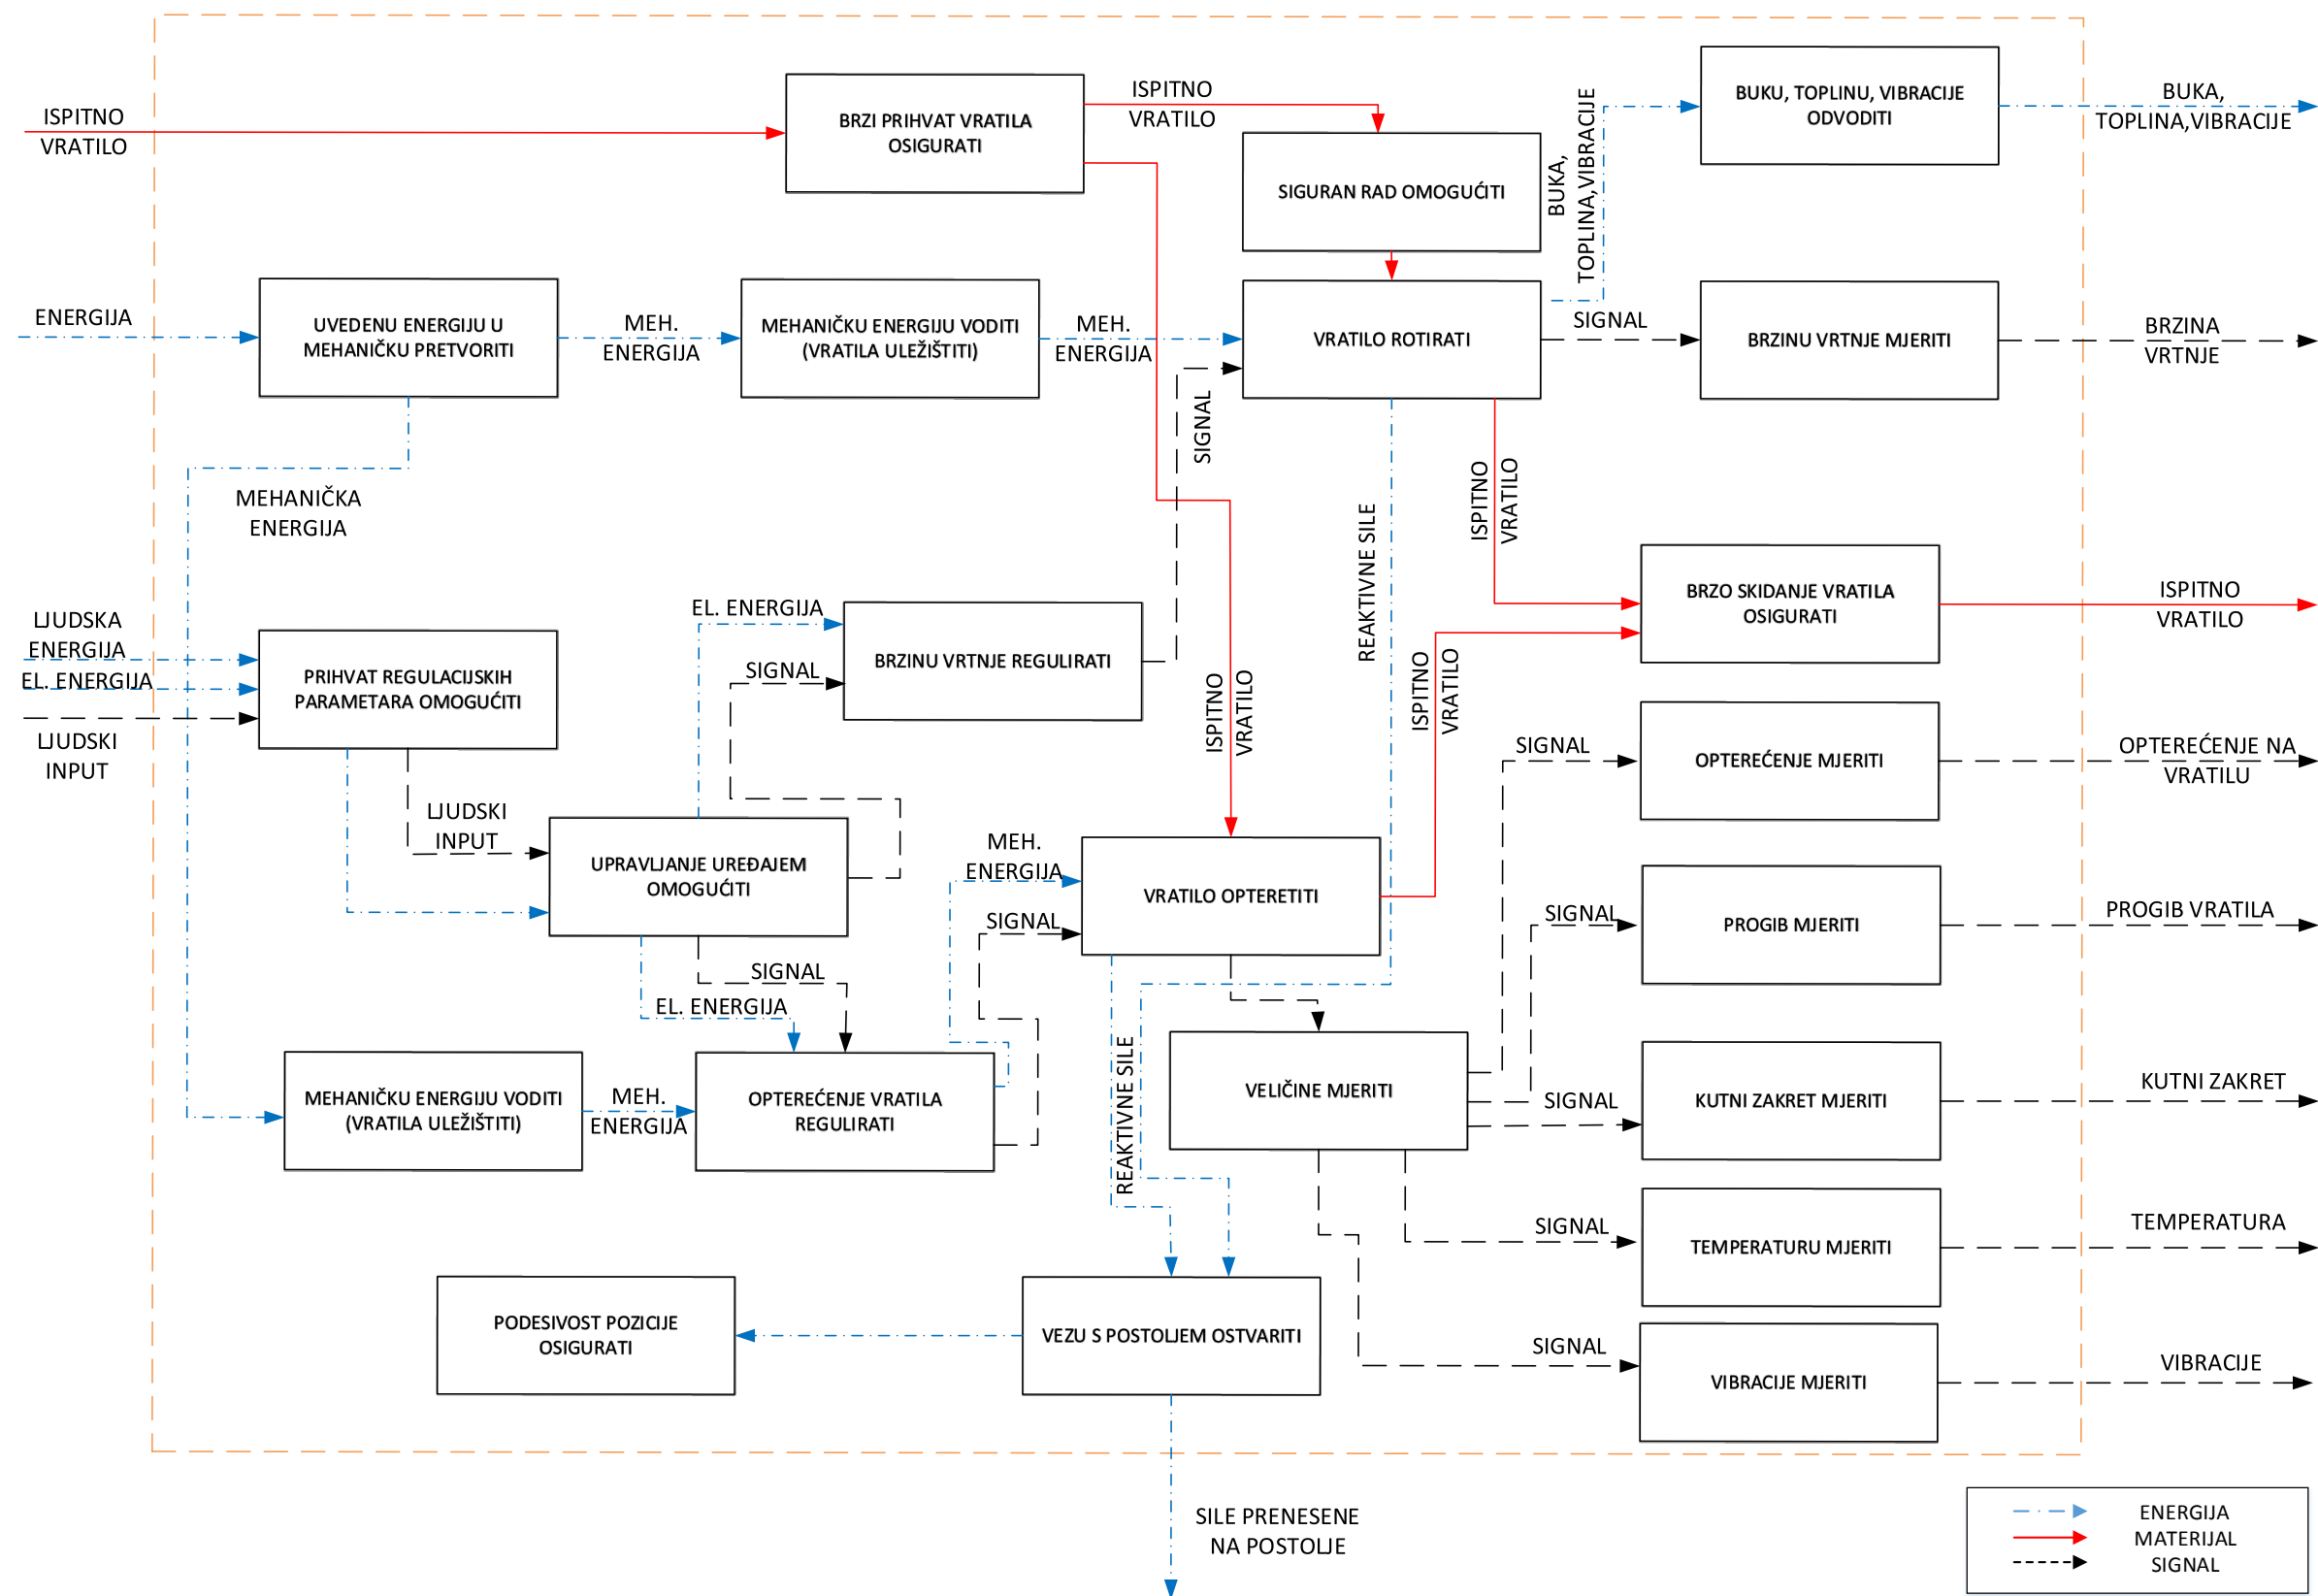 ISPITNO
VRATILO
BRZI PRIHVAT VRATILA
OSIGURATI
ISPITNO
VRATILO
SIGURAN RAD OMOGUĆITI
BUKA,
TOPLINA,VIBRACIJE
BUKU, TOPLINU, VIBRACIJE
ODVODITI
BUKA,
TOPLINA,VIBRACIJE
ENERGIJA
UVEDENU ENERGIJU U
MEHANIČKU PRETVORITI
MEH.
ENERGIJA
MEHANIČKU ENERGIJU VODITI
(VRATILA ULEŽIŠTITI)
MEH.
ENERGIJA
VRATILO ROTIRATI
SIGNAL
BRZINU VRTNJE MJERITI
BRZINA
VRTNJE
SIGNAL
MEHANIČKA
ENERGIJA
REAKTIVNE SILE
ISPITNO
VRATILO
LJUDSKA
ENERGIJA
EL. ENERGIJA
LJUDSKI
INPUT
PRIHVAT REGULACIJSKIH
PARAMETARA OMOGUĆITI
EL. ENERGIJA
SIGNAL
BRZINU VRTNJE REGULIRATI
ISPITNO
VRATILO
ISPITNO
VRATILO
BRZO SKIDANJE VRATILA
OSIGURATI
ISPITNO
VRATILO
SIGNAL
OPTEREĆENJE MJERITI
OPTEREĆENJE NA
VRATILU
LJUDSKI
INPUT
UPRAVLJANJE UREĐAJEM
OMOGUĆITI
MEH.
ENERGIJA
SIGNAL
VRATILO OPTERETITI
SIGNAL
PROGIB MJERITI
PROGIB VRATILA
SIGNAL
EL. ENERGIJA
MEHANIČKU ENERGIJU VODITI
(VRATILA ULEŽIŠTITI)
MEH.
ENERGIJA
OPTEREĆENJE VRATILA
REGULIRATI
REAKTIVNE SILE
VELIČINE MJERITI
SIGNAL
KUTNI ZAKRET MJERITI
KUTNI ZAKRET
SIGNAL
TEMPERATURU MJERITI
TEMPERATURA
PODESIVOST POZICIJE
OSIGURATI
VEZU S POSTOLJEM OSTVARITI
SIGNAL
VIBRACIJE MJERITI
VIBRACIJE
SILE PRENESENE
NA POSTOLJE
ENERGIJA
MATERIJAL
SIGNAL